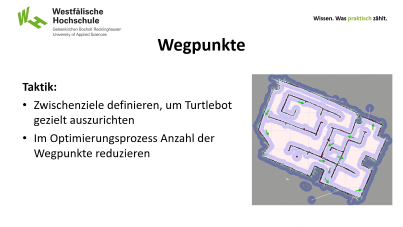 Westfälische
Hochschule
Gelsenkirchen Bocholt Recklinghausen
University of Applied Sciences
Wissen. Was praktisch zählt.
Wegpunkte
Taktik:
• Zwischenziele definieren, um Turtlebot
gezielt auszurichten
• Im Optimierungsprozess Anzahl der
Wegpunkte reduzieren